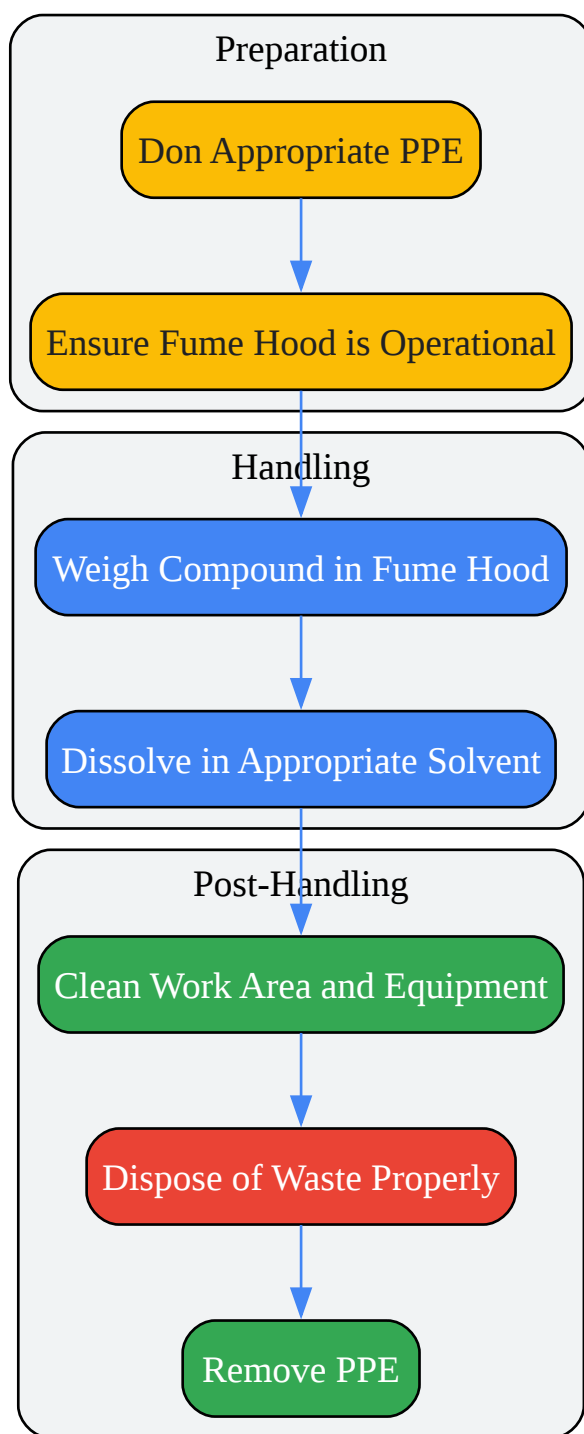 Preparation
Don Appropriate PPE
Ensure Fume Hood is Operational
Handling
Weigh Compound in Fume Hood
Dissolve in Appropriate Solvent
Post-Handling
Clean Work Area and Equipment
Dispose of Waste Properly
Remove PPE